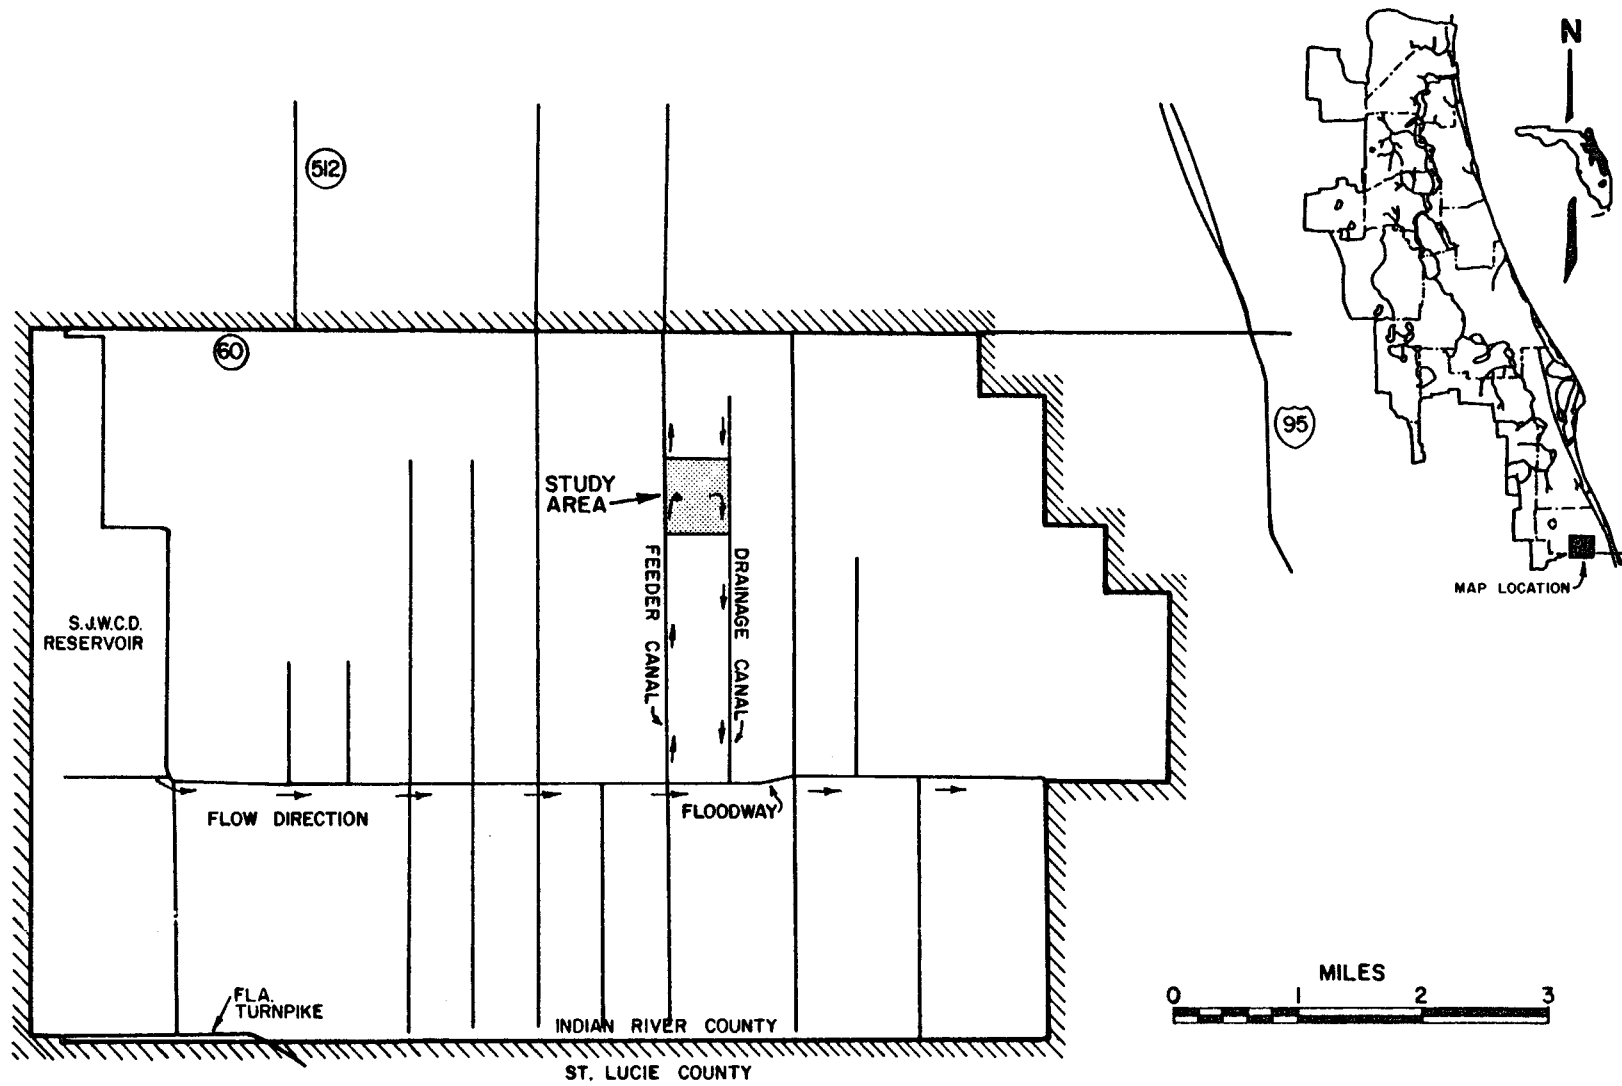 N
512
60
95
STUDY
AREA
FEEDER CANAL
DRAINAGE CANAL
MAP LOCATION
S.J.W.C.D.
RESERVOIR
FLOW DIRECTION
FLOODWAY
FLA.
TURNPIKE
INDIAN RIVER COUNTY
ST. LUCIE COUNTY
MILES
0 1 2 3